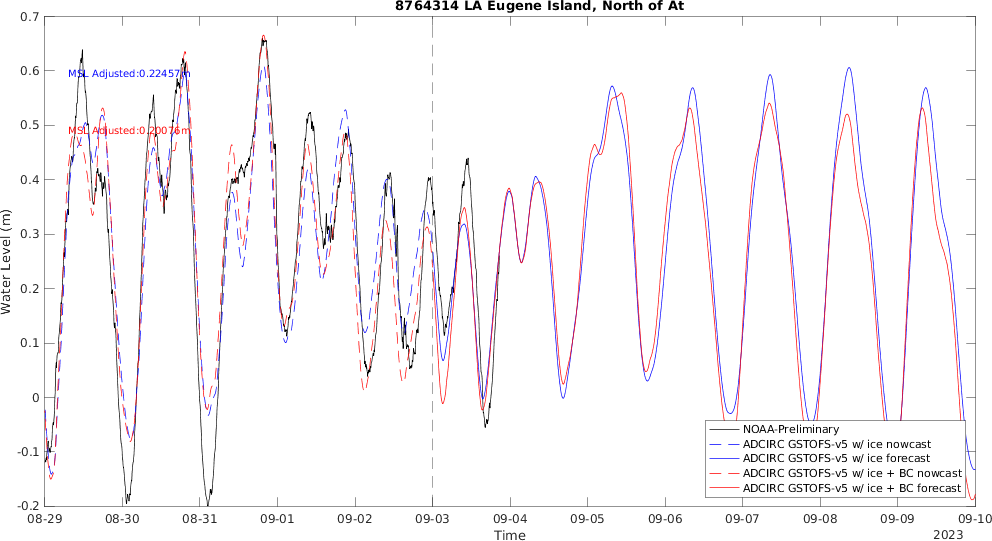 8764314 LA Eugene Island, North of At
0.7
0.6
0.5
0.4
0.3
0.2
0.1
0
-0.1
-0.2
Water Level (m)
MSL Adjusted:0.22457m
MSL Adjusted:0.20076m
NOAA-Preliminary
ADCIRC GSTOFS-v5 w/ ice nowcast
ADCIRC GSTOFS-v5 w/ ice forecast
ADCIRC GSTOFS-v5 w/ ice + BC nowcast
ADCIRC GSTOFS-v5 w/ ice + BC forecast
08-29 08-30 08-31 09-01 09-02 09-03 09-04 09-05 09-06 09-07 09-08 09-09 09-10
Time
2023